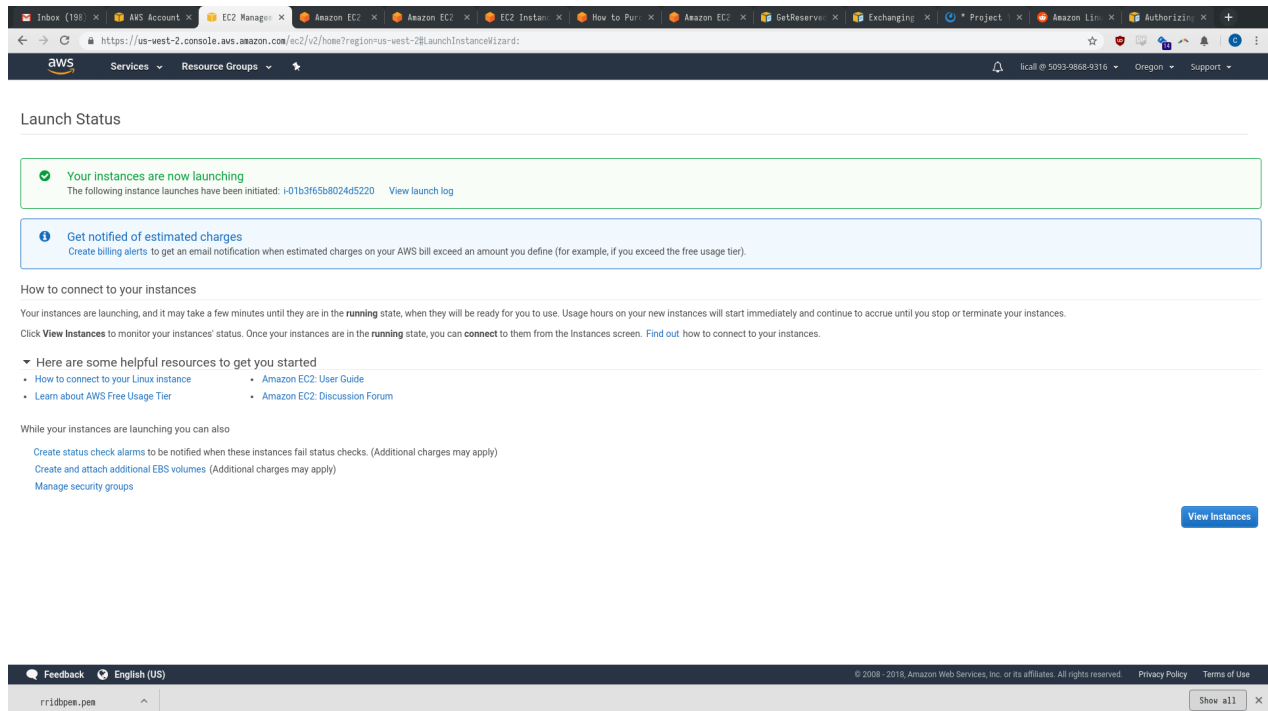 Inbox (198)
AWS Account
EC2 Manage
Amazon EC2
Amazon EC2
EC2 Instanc
How to Purc
Amazon EC2
GetReserved
Exchanging
* Project
Amazon Linu
Authorizing
https://us-west-2.console.aws.amazon.com/ec2/v2/home?region=us-west-2#LaunchInstanceWizard:
14
C
aws
Services
Resource Groups
licall @ 5093-9868-9316
Oregon
Support
Launch Status
Your instances are now launching
The following instance launches have been initiated: i-01b3f65b8024d5220 View launch log
Get notified of estimated charges
Create billing alerts to get an email notification when estimated charges on your AWS bill exceed an amount you define (for example, if you exceed the free usage tier).
How to connect to your instances
Your instances are launching, and it may take a few minutes until they are in the running state, when they will be ready for you to use. Usage hours on your new instances will start immediately and continue to accrue until you stop or terminate your instances.
Click View Instances to monitor your instances' status. Once your instances are in the running state, you can connect to them from the Instances screen. Find out how to connect to your instances.
Here are some helpful resources to get you started
• How to connect to your Linux instance • Amazon EC2: User Guide
• Learn about AWS Free Usage Tier • Amazon EC2: Discussion Forum
While your instances are launching you can also
Create status check alarms to be notified when these instances fail status checks. (Additional charges may apply)
Create and attach additional EBS volumes (Additional charges may apply)
Manage security groups
View Instances
Feedback English (US) © 2008 - 2018, Amazon Web Services, Inc. or its affiliates. All rights reserved. Privacy Policy Terms of Use
rridbpem.pem Show all